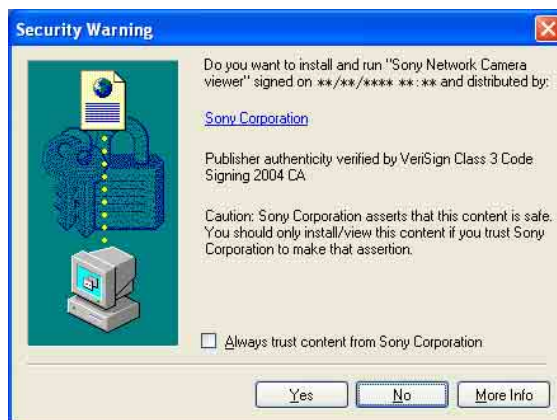 Security Warning
Do you want to install and run "Sony Network Camera
viewer" signed on **/**/**** **:** and distributed by:
Sony Corporation
Publisher authenticity verified by VeriSign Class 3 Code
Signing 2004 CA
Caution: Sony Corporation asserts that this content is safe.
You should only install/view this content if you trust Sony
Corporation to make that assertion.
Always trust content from Sony Corporation
Yes
No
More Info